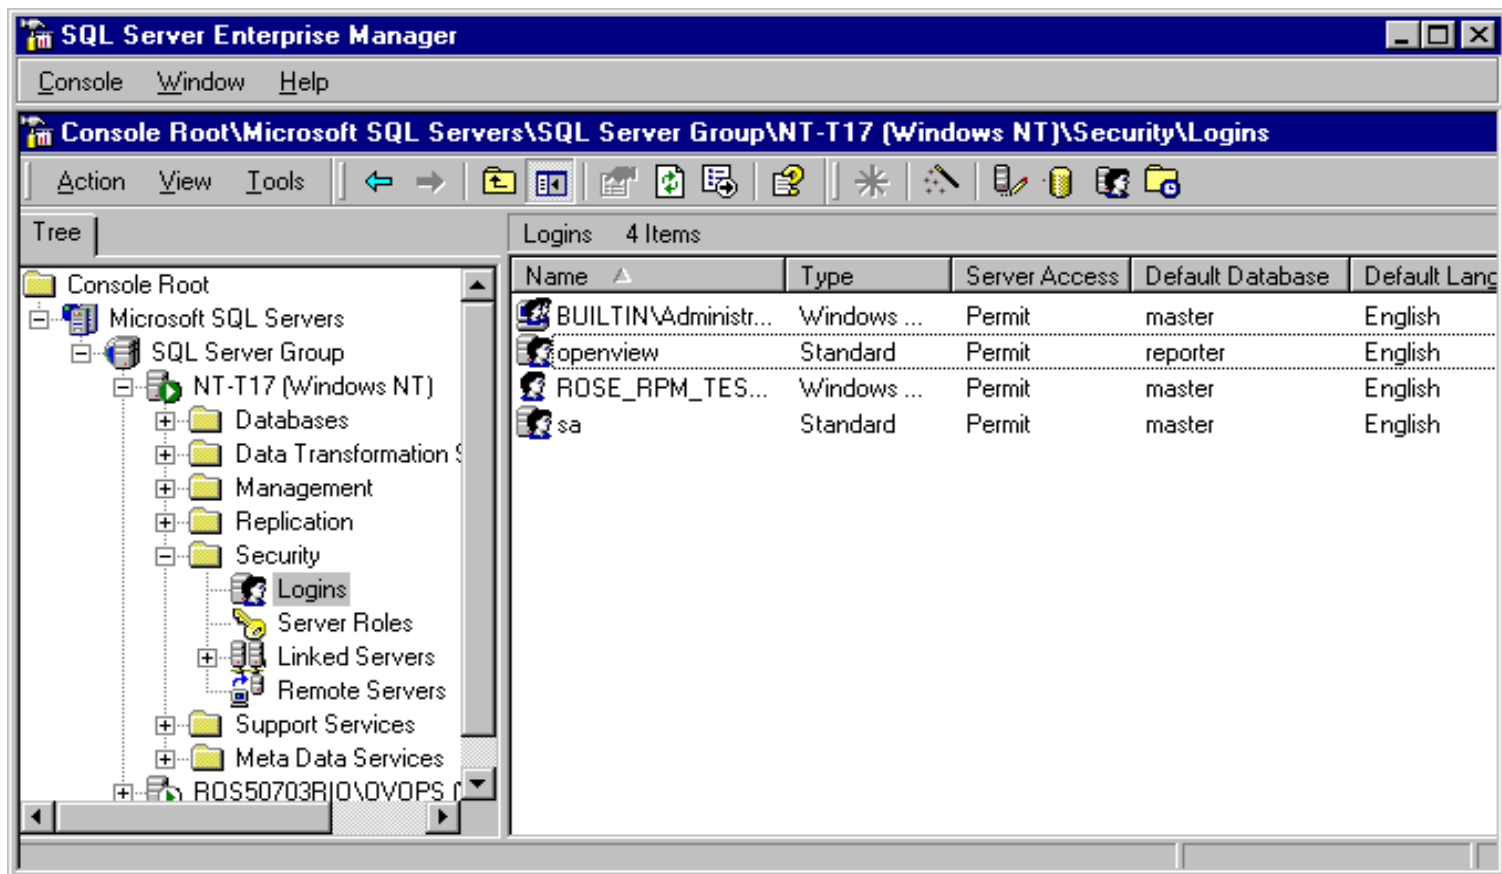 SQL Server Enterprise Manager
Console Window Help
Console Root\Microsoft SQL Servers\SQL Server Group\NT-T17 (Windows NT)\Security\Logins
Action View Tools
Tree
Logins 4 Items
Console Root
Microsoft SQL Servers
SQL Server Group
NT-T17 (Windows NT)
Databases
Data Transformation S
Management
Replication
Security
Logins
Server Roles
Linked Servers
Remote Servers
Support Services
Meta Data Services
ROS50703RIO\OVOPS (
Name Type Server Access Default Database Default Lang
BUILTIN\Administr... Windows ... Permit master English
openview Standard Permit reporter English
ROSE_RPM_TES... Windows ... Permit master English
sa Standard Permit master English